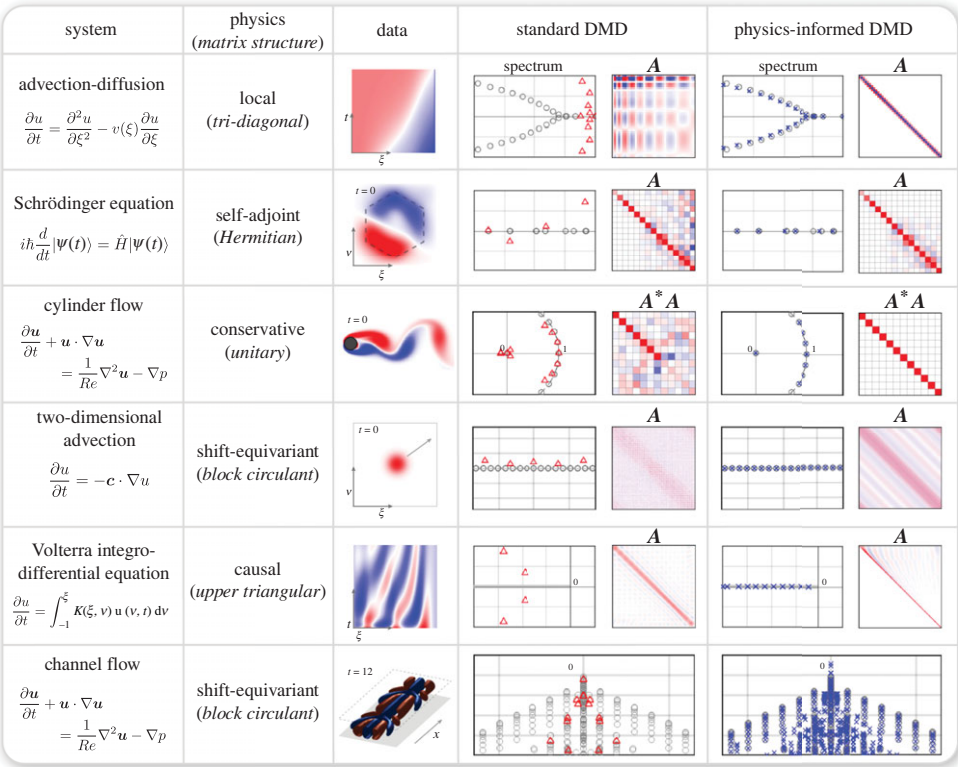 system
physics
(matrix structure)
data
standard DMD
physics-informed DMD
advection-diffusion
∂u/∂t = ∂²u/∂ξ² − v(ξ) ∂u/∂ξ
local
(tri-diagonal)
t
ξ
spectrum
A
spectrum
A
Schrödinger equation
iħ d/dt |Ψ(t)⟩ = Ĥ|Ψ(t)⟩
self-adjoint
(Hermitian)
t = 0
ν
ξ
A
A
cylinder flow
∂u/∂t + u · ∇u
= 1/Re ∇²u − ∇p
conservative
(unitary)
t = 0
0
1
A* A
0
1
A* A
two-dimensional
advection
∂u/∂t = −c · ∇u
shift-equivariant
(block circulant)
t = 0
ν
ξ
A
A
Volterra integro-
differential equation
∂u/∂t = ∫₋₁^ξ K(ξ, ν) u (ν, t) dν
causal
(upper triangular)
t
ξ
0
A
0
A
channel flow
∂u/∂t + u · ∇u
= 1/Re ∇²u − ∇p
shift-equivariant
(block circulant)
t = 12
x
0
0